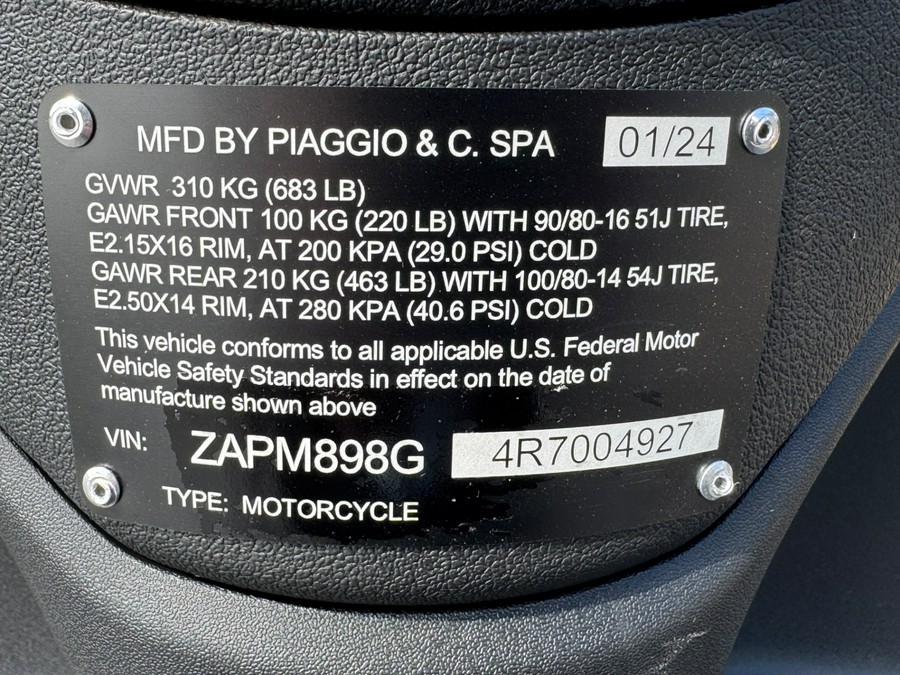 MFD BY PIAGGIO & C. SPA 01/24
GVWR 310 KG (683 LB)
GAWR FRONT 100 KG (220 LB) WITH 90/80-16 51J TIRE,
E2.15X16 RIM, AT 200 KPA (29.0 PSI) COLD
GAWR REAR 210 KG (463 LB) WITH 100/80-14 54J TIRE,
E2.50X14 RIM, AT 280 KPA (40.6 PSI) COLD
This vehicle conforms to all applicable U.S. Federal Motor
Vehicle Safety Standards in effect on the date of
manufacture shown above
VIN: ZAPM898G 4R7004927
TYPE: MOTORCYCLE